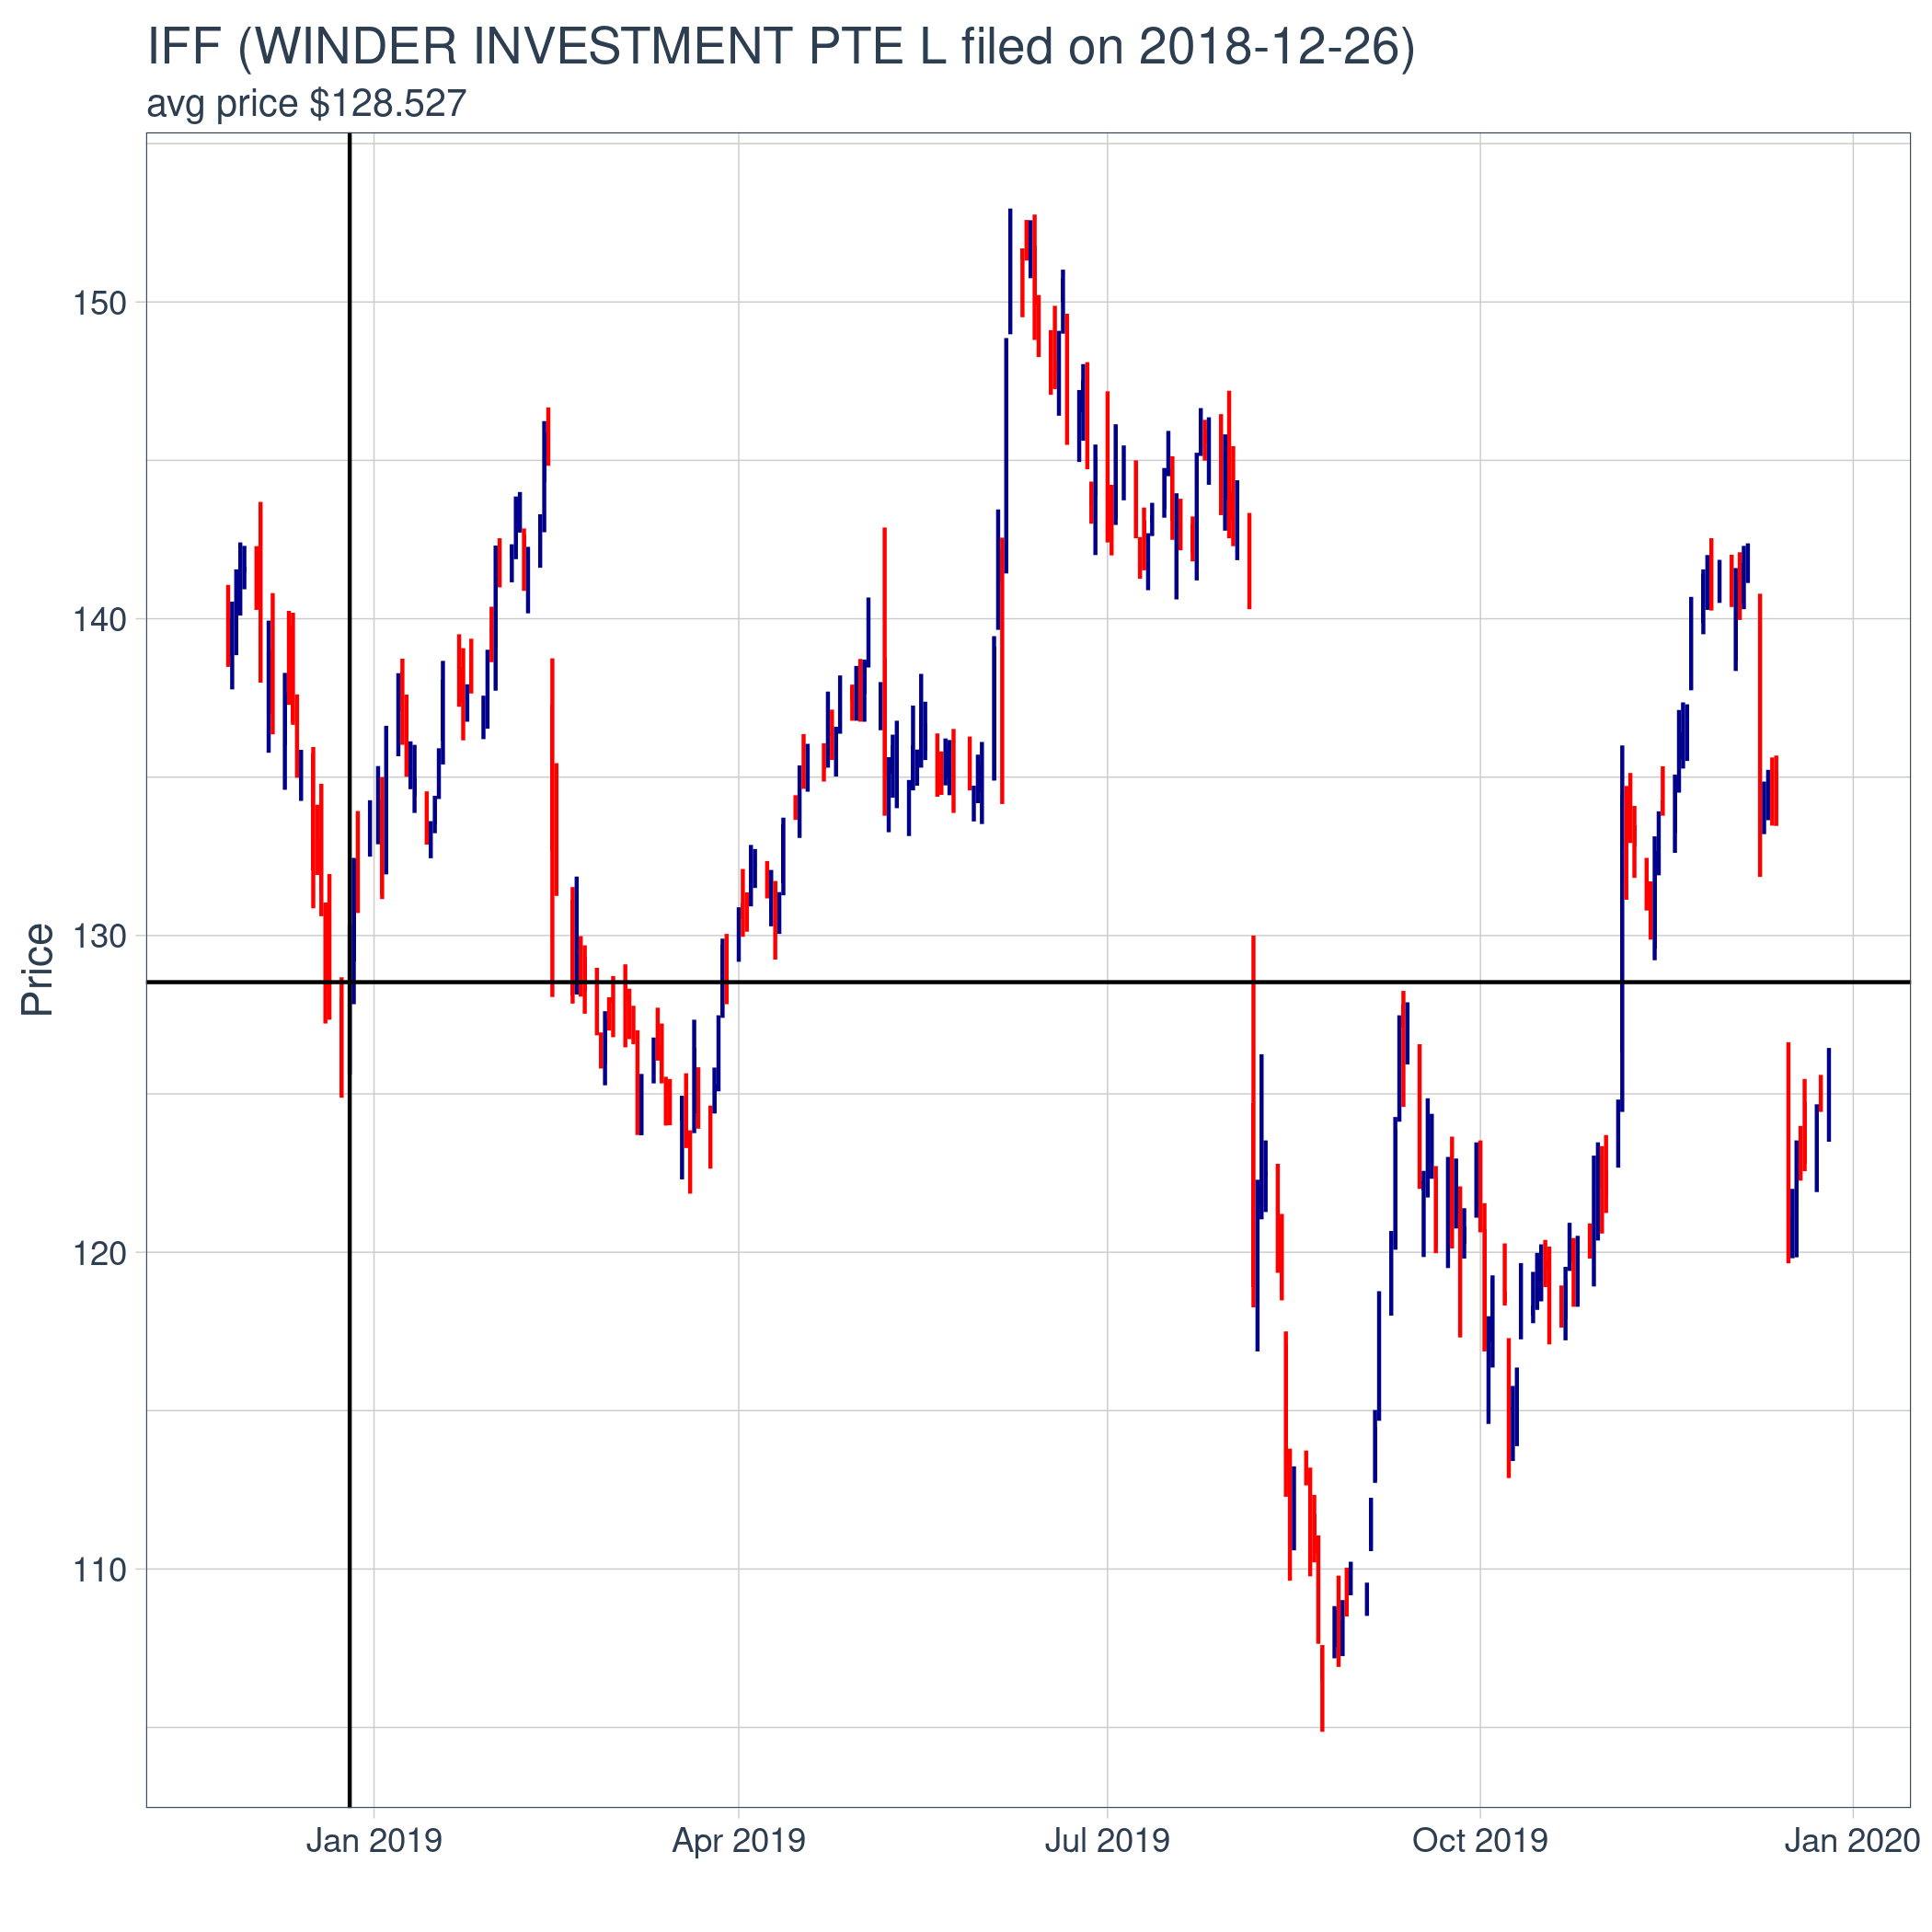 IFF (WINDER INVESTMENT PTE L filed on 2018-12-26)
avg price $128.527
150
140
130
120
110
Price
Jan 2019 Apr 2019 Jul 2019 Oct 2019 Jan 2020